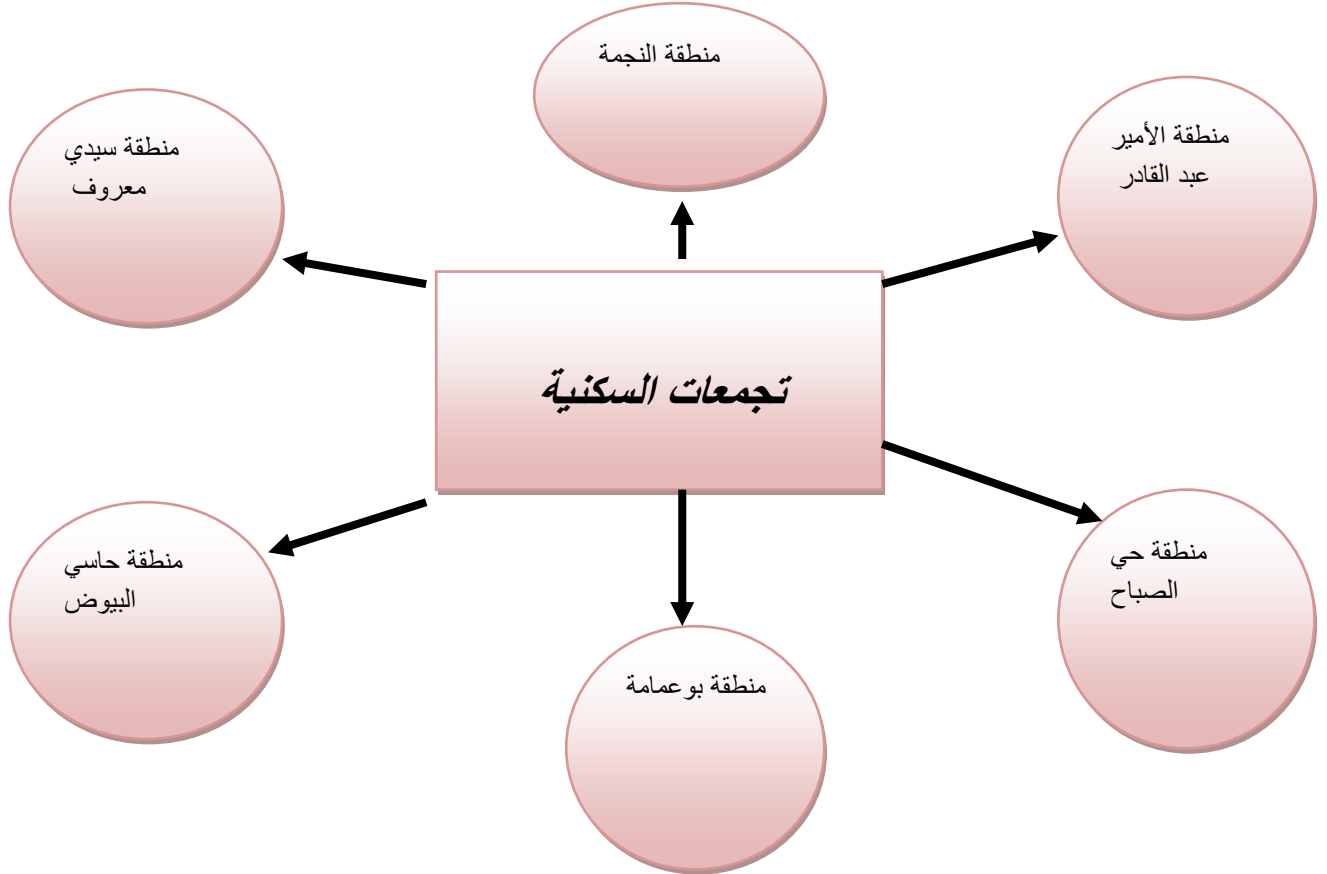 منطقة النجمة
منطقة الأمير
عبد القادر
منطقة سيدي
معروف
تجمعات السكنية
منطقة حي
الصباح
منطقة حاسي
البيوض
منطقة بوعمامة